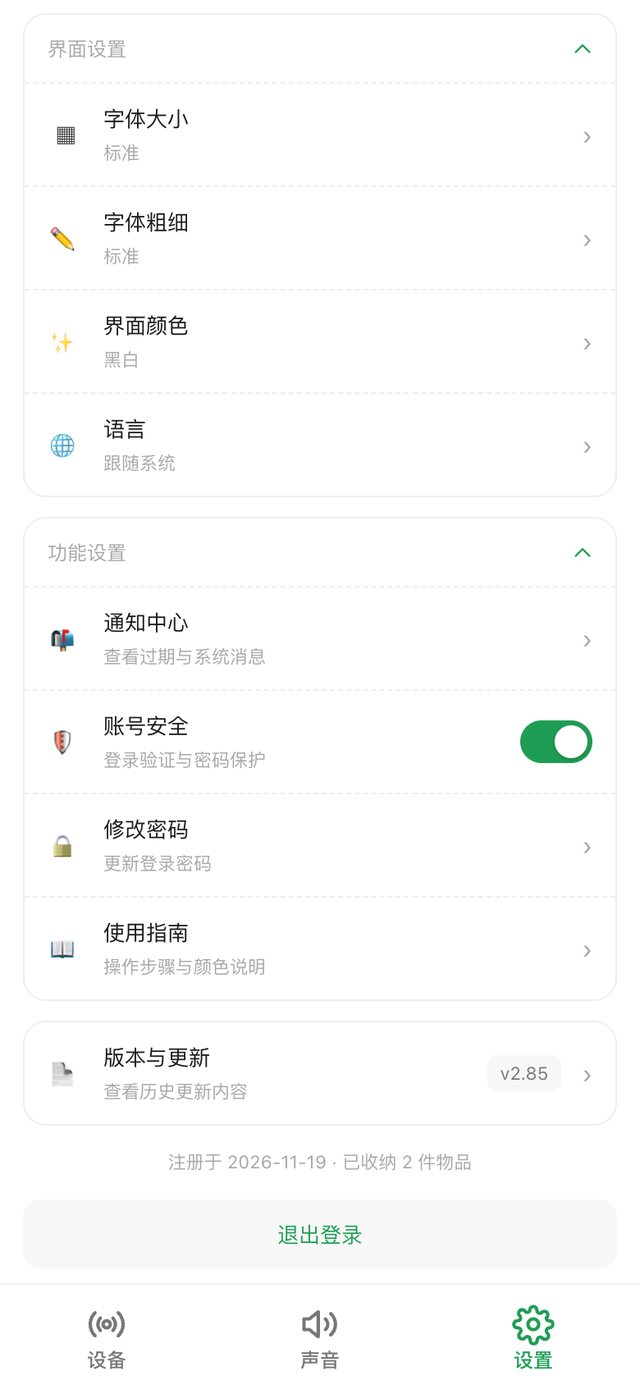 界面设置
字体大小
标准
字体粗细
标准
界面颜色
黑白
语言
跟随系统
功能设置
通知中心
查看过期与系统消息
账号安全
登录验证与密码保护
修改密码
更新登录密码
使用指南
操作步骤与颜色说明
版本与更新
v2.85
查看历史更新内容
注册于 2026-11-19 · 已收纳 2 件物品
退出登录
设备
声音
设置